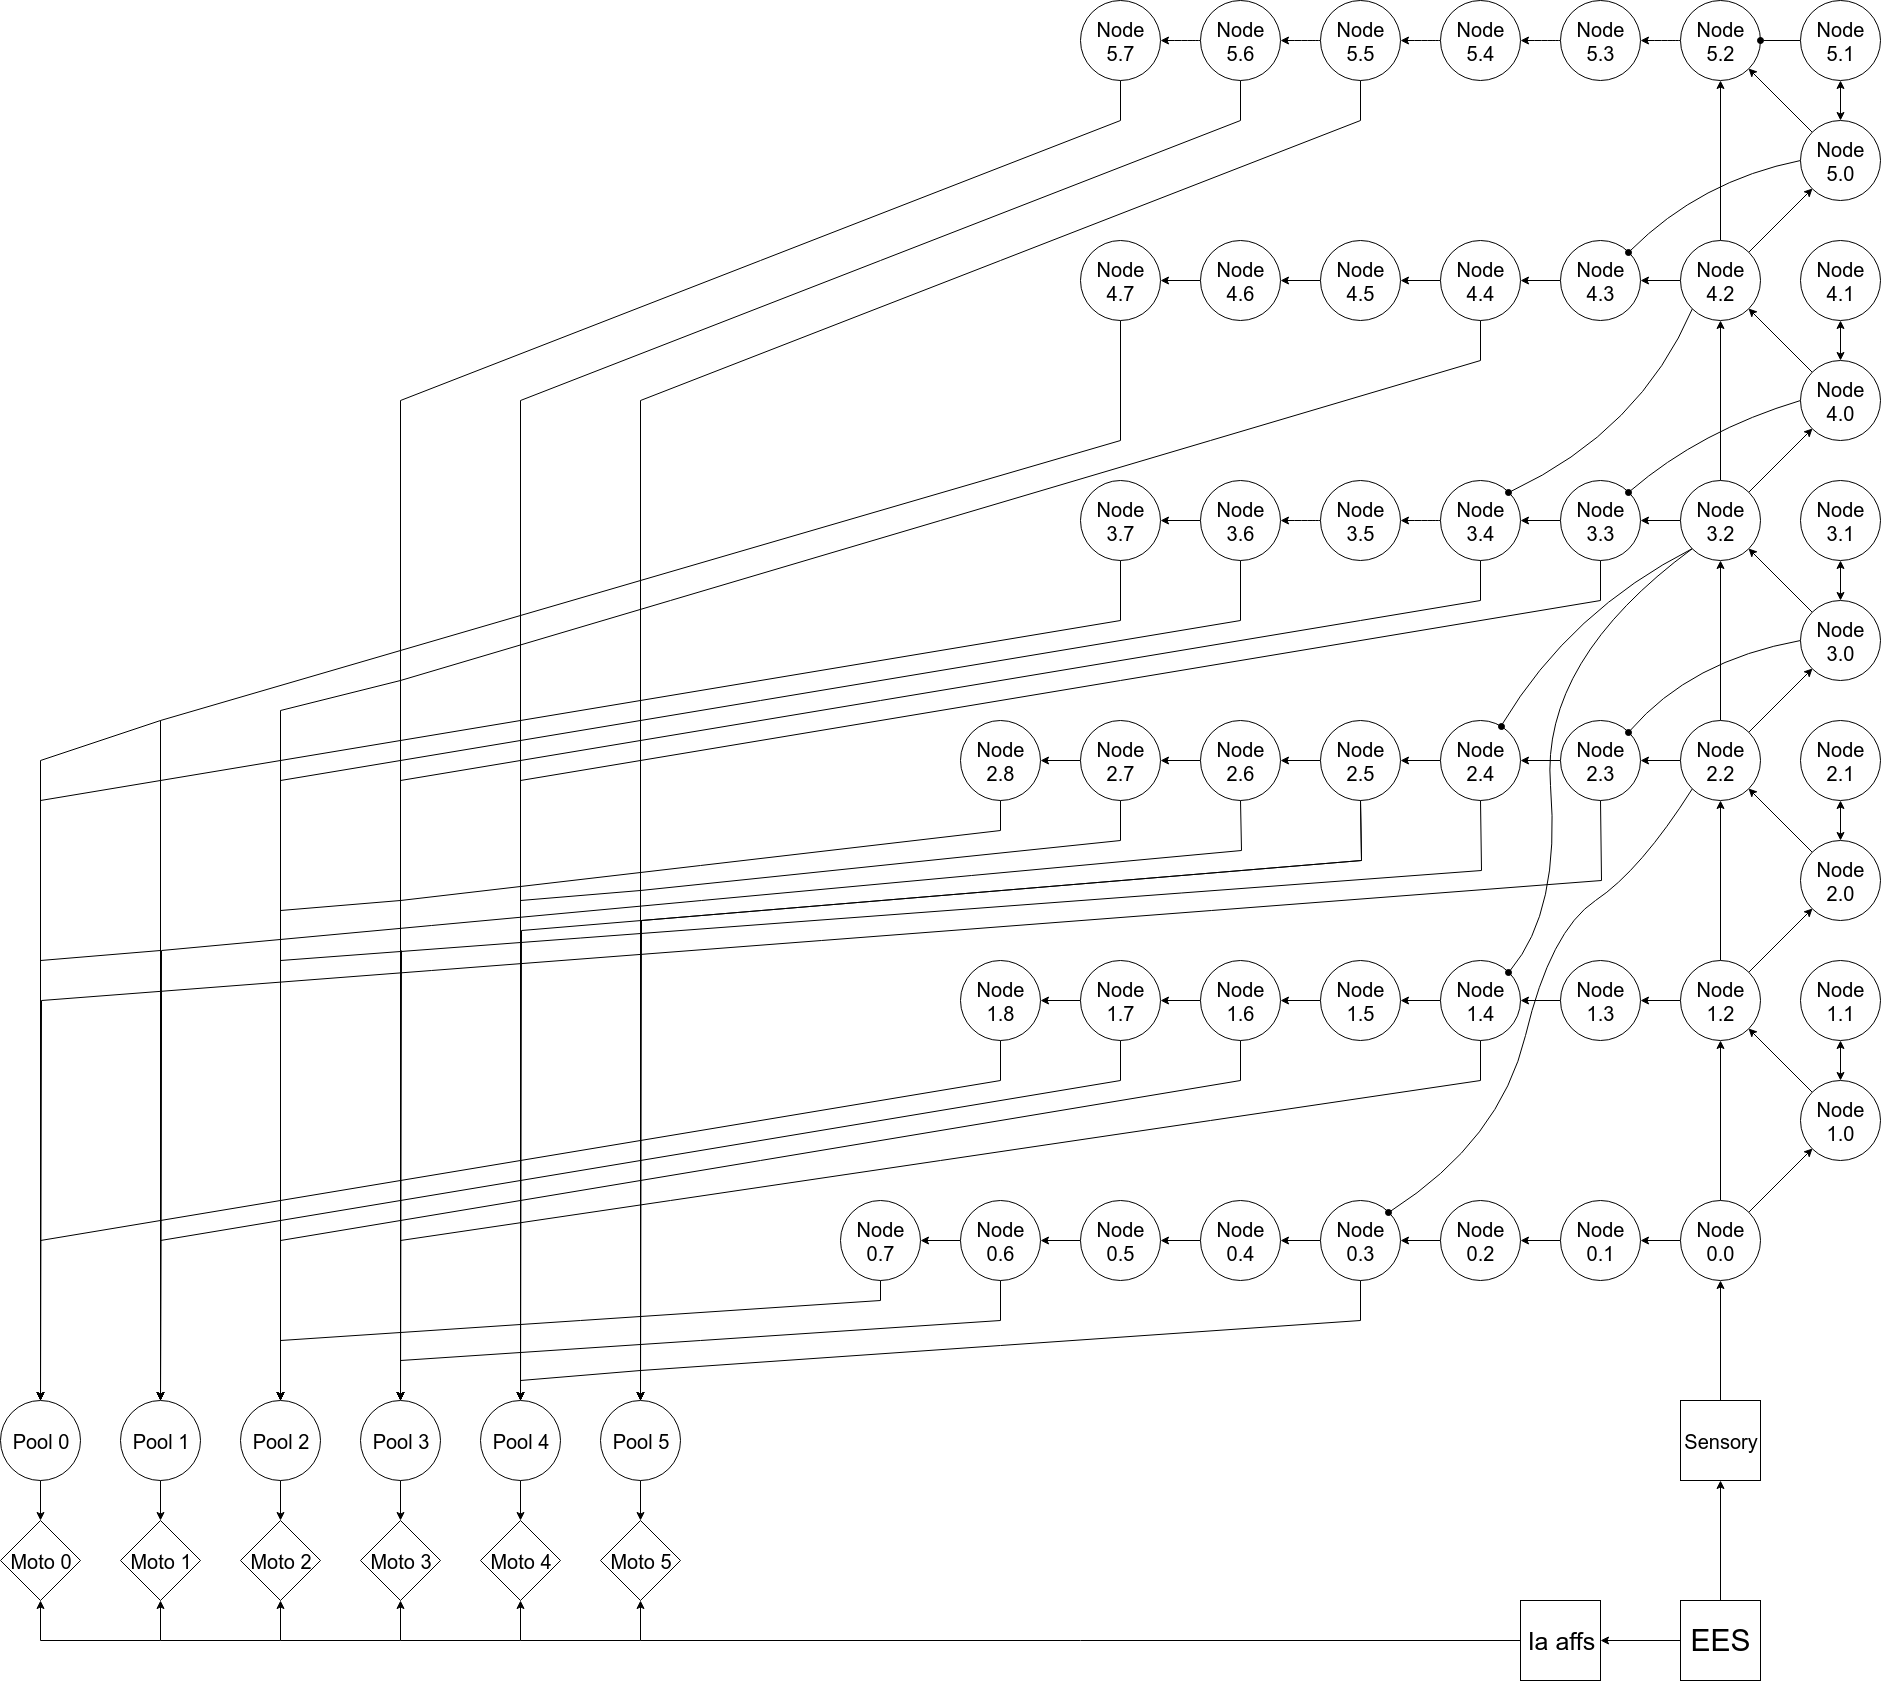 Node
5.7
Node
5.6
Node
5.5
Node
5.4
Node
5.3
Node
5.2
Node
5.1
Node
5.0
Node
4.7
Node
4.6
Node
4.5
Node
4.4
Node
4.3
Node
4.2
Node
4.1
Node
4.0
Node
3.7
Node
3.6
Node
3.5
Node
3.4
Node
3.3
Node
3.2
Node
3.1
Node
3.0
Node
2.8
Node
2.7
Node
2.6
Node
2.5
Node
2.4
Node
2.3
Node
2.2
Node
2.1
Node
2.0
Node
1.8
Node
1.7
Node
1.6
Node
1.5
Node
1.4
Node
1.3
Node
1.2
Node
1.1
Node
1.0
Node
0.7
Node
0.6
Node
0.5
Node
0.4
Node
0.3
Node
0.2
Node
0.1
Node
0.0
Pool 0
Pool 1
Pool 2
Pool 3
Pool 4
Pool 5
Sensory
Moto 0
Moto 1
Moto 2
Moto 3
Moto 4
Moto 5
Ia affs
EES